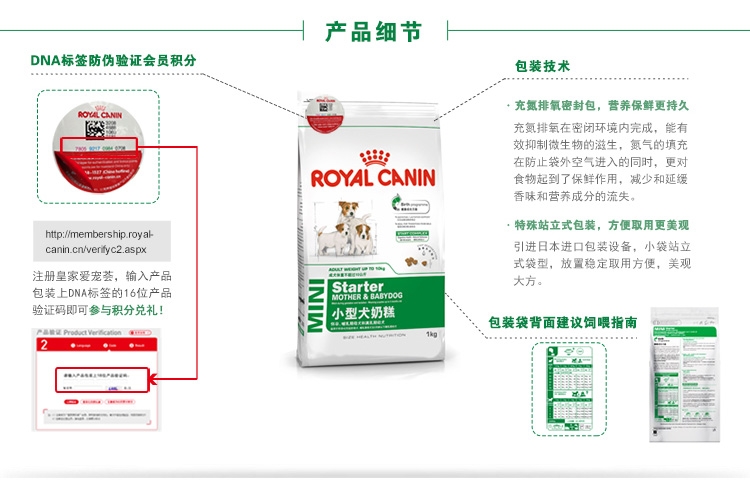 产品细节
DNA标签防伪验证会员积分
ROYAL CANIN
http://membership.royal-
canin.cn/verifyc2.aspx
注册皇家爱宠荟，输入产品
包装上DNA标签的16位产品
验证码即可参与积分兑礼！
产品验证 Product Verification
2
ROYAL CANIN
ROYAL CANIN
START COMPLEX
ADULT WEIGHT UP TO 10kg
MINI
Starter
MOTHER & BABYDOG
小型犬奶糕
1kg
SIZE HEALTH NUTRITION
包装技术
· 充氮排氧密封包，营养保鲜更持久
充氮排氧在密闭环境内完成，能有
效抑制微生物的滋生，氮气的填充
在防止袋外空气进入的同时，更对
食物起到了保鲜作用，减少和延缓
香味和营养成分的流失。
· 特殊站立式包装，方便取用更美观
引进日本进口包装设备，小袋站立
式袋型，放置稳定取用方便，美观
大方。
包装袋背面建议饲喂指南